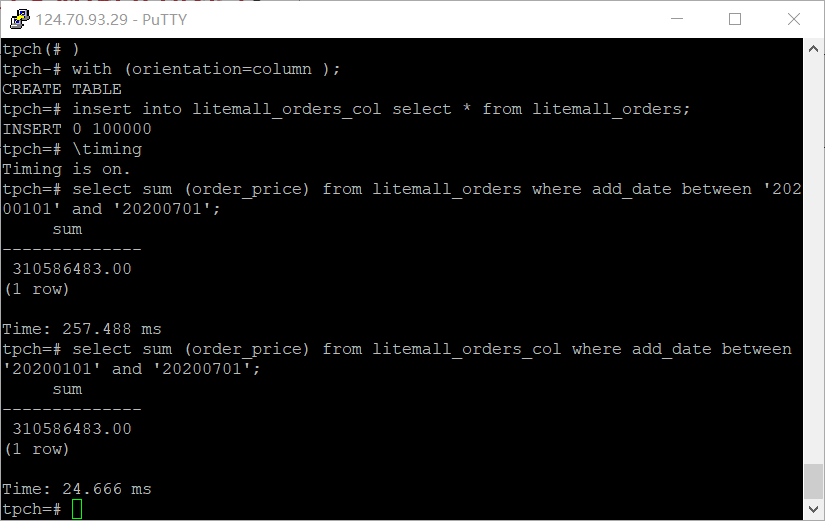 124.70.93.29 - PuTTY
tpch(# )
tpch-# with (orientation=column );
CREATE TABLE
tpch=# insert into litemall_orders_col select * from litemall_orders;
INSERT 0 100000
tpch=# \timing
Timing is on.
tpch=# select sum (order_price) from litemall_orders where add_date between '202
00101' and '20200701';
     sum
--------------
 310586483.00
(1 row)

Time: 257.488 ms
tpch=# select sum (order_price) from litemall_orders_col where add_date between
'20200101' and '20200701';
     sum
--------------
 310586483.00
(1 row)

Time: 24.666 ms
tpch=#